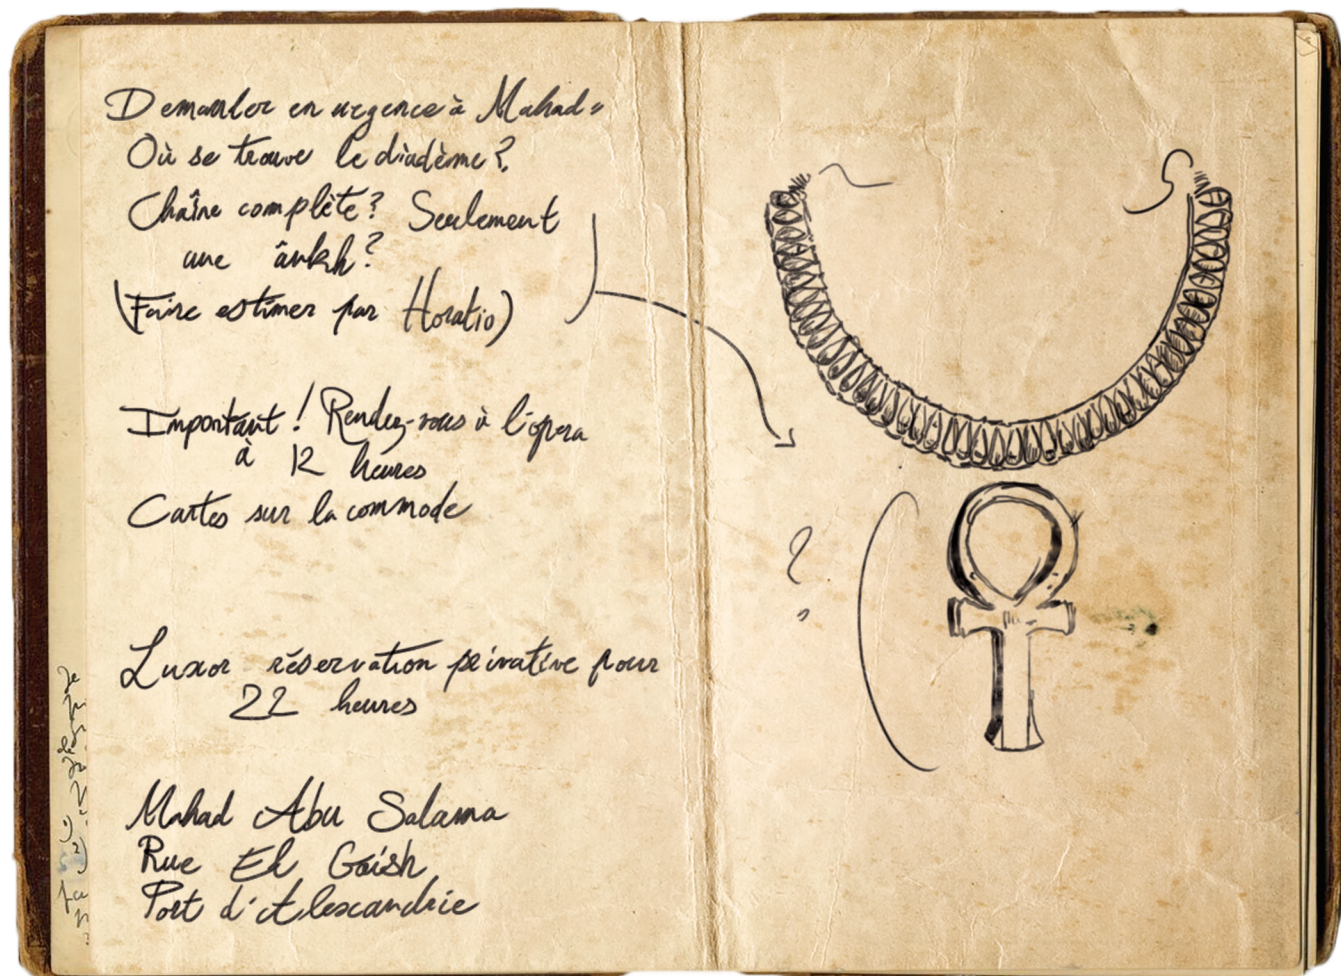 Demander en urgence à Mahad =
Où se trouve le diadème ?
Chaîne complète ? Seulement
une ânkh ?
(Faire estimer par Horatio)
Important ! Rendez-vous à l'opera
à 12 heures
Cartes sur la commode
Luxor réservation privative pour
22 heures
Mahad Abu Salama
Rue El Gaish
Port d'Alexandrie
?